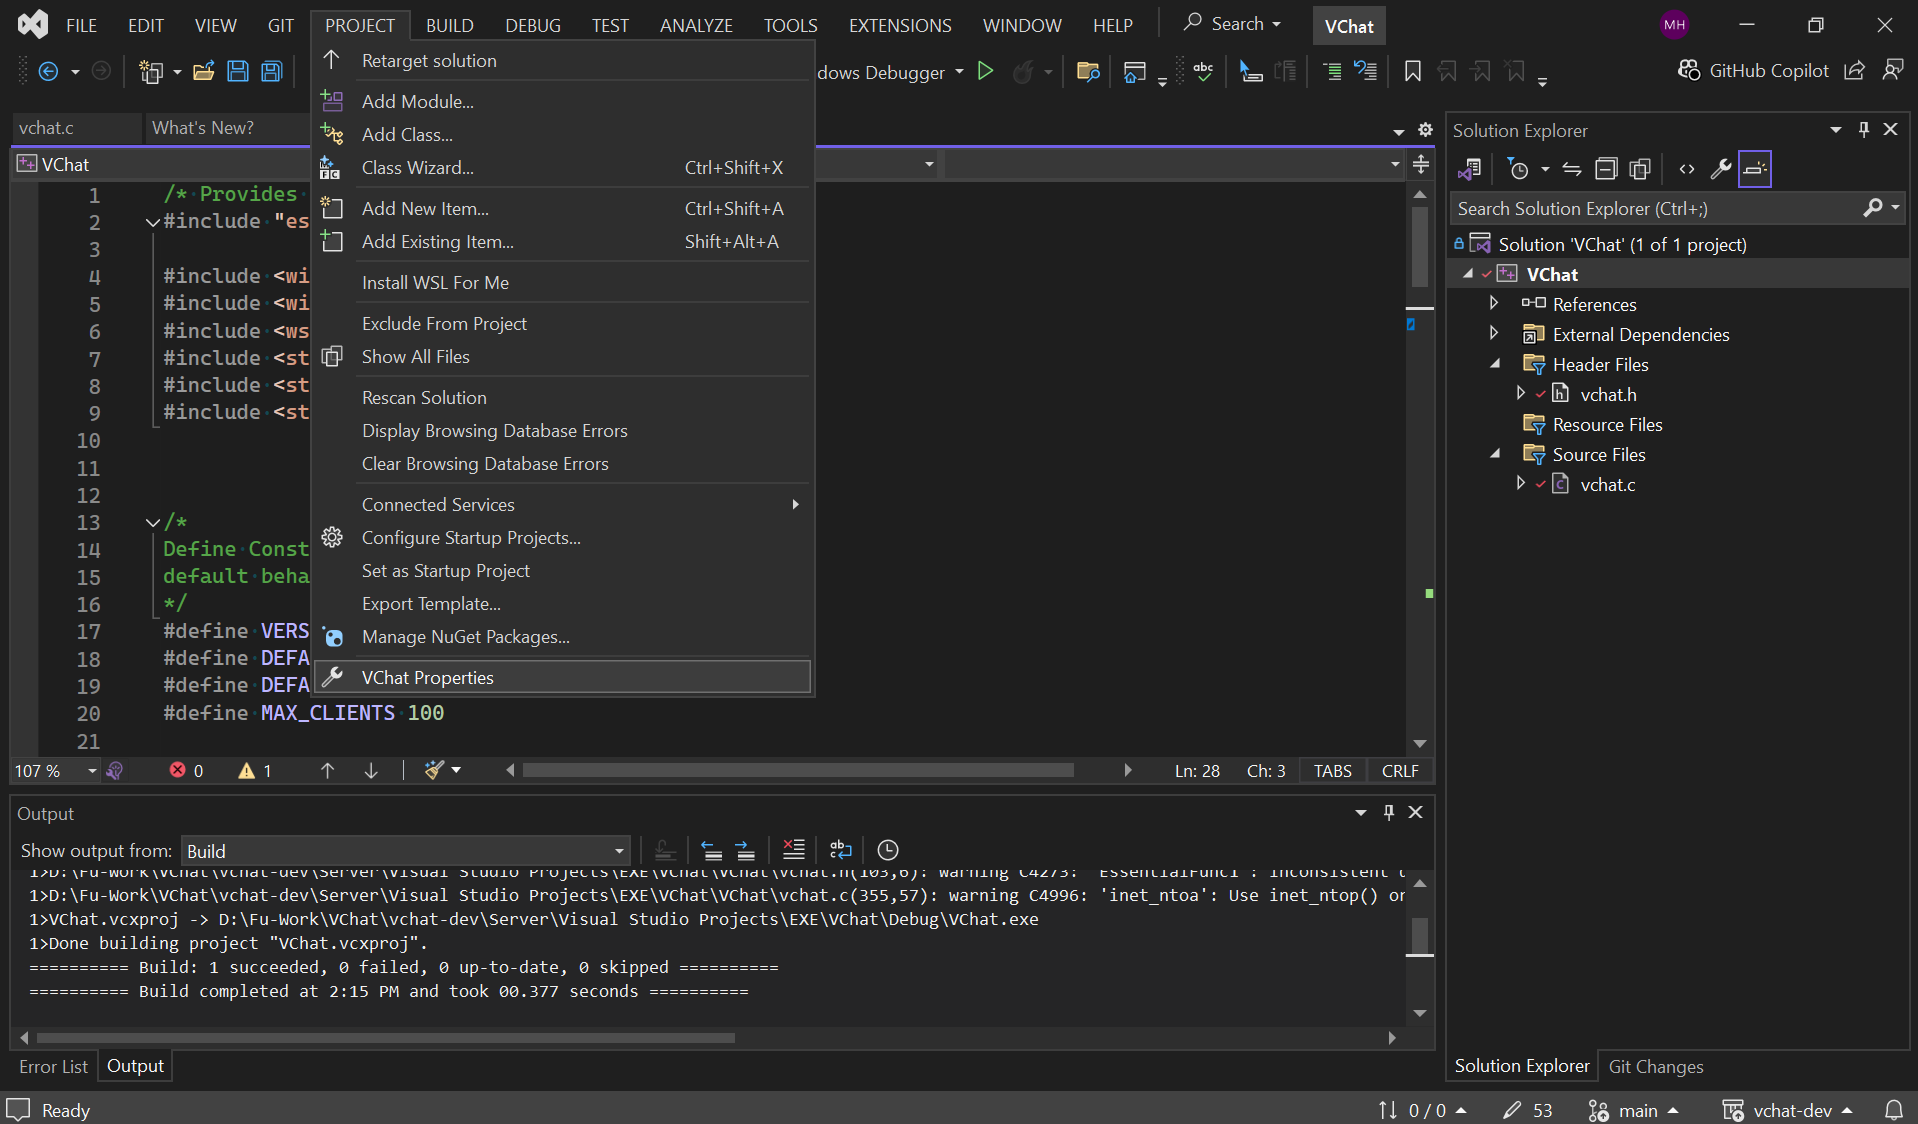 FILE EDIT VIEW GIT PROJECT BUILD DEBUG TEST ANALYZE TOOLS EXTENSIONS WINDOW HELP Search VChat MH
dows Debugger GitHub Copilot
Retarget solution
Add Module...
Add Class...
Class Wizard... Ctrl+Shift+X
Add New Item... Ctrl+Shift+A
Add Existing Item... Shift+Alt+A
Install WSL For Me
Exclude From Project
Show All Files
Rescan Solution
Display Browsing Database Errors
Clear Browsing Database Errors
Connected Services
Configure Startup Projects...
Set as Startup Project
Export Template...
Manage NuGet Packages...
VChat Properties
vchat.c What's New?
VChat
1 /* Provides
2 #include "es
3
4 #include <wi
5 #include <wi
6 #include <ws
7 #include <st
8 #include <st
9 #include <st
10
11
12
13 /*
14 Define Const
15 default beha
16 */
17 #define VERS
18 #define DEFA
19 #define DEFA
20 #define MAX_CLIENTS 100
21
107 % 0 1 Ln: 28 Ch: 3 TABS CRLF
Output
Show output from: Build
1>D:\Fu-Work\VChat\vchat-dev\Server\Visual Studio Projects\EXE\VChat\VChat\vchat.h(103,6): warning C4273: 'EssentialFunc1': inconsistent
1>D:\Fu-Work\VChat\vchat-dev\Server\Visual Studio Projects\EXE\VChat\VChat\vchat.c(355,57): warning C4996: 'inet_ntoa': Use inet_ntop() or
1>VChat.vcxproj -> D:\Fu-Work\VChat\vchat-dev\Server\Visual Studio Projects\EXE\VChat\Debug\VChat.exe
1>Done building project "VChat.vcxproj".
========== Build: 1 succeeded, 0 failed, 0 up-to-date, 0 skipped ==========
========== Build completed at 2:15 PM and took 00.377 seconds ==========
Error List Output
Solution Explorer
Search Solution Explorer (Ctrl+;)
Solution 'VChat' (1 of 1 project)
VChat
References
External Dependencies
Header Files
vchat.h
Resource Files
Source Files
vchat.c
Solution Explorer Git Changes
Ready 0 / 0 53 main vchat-dev